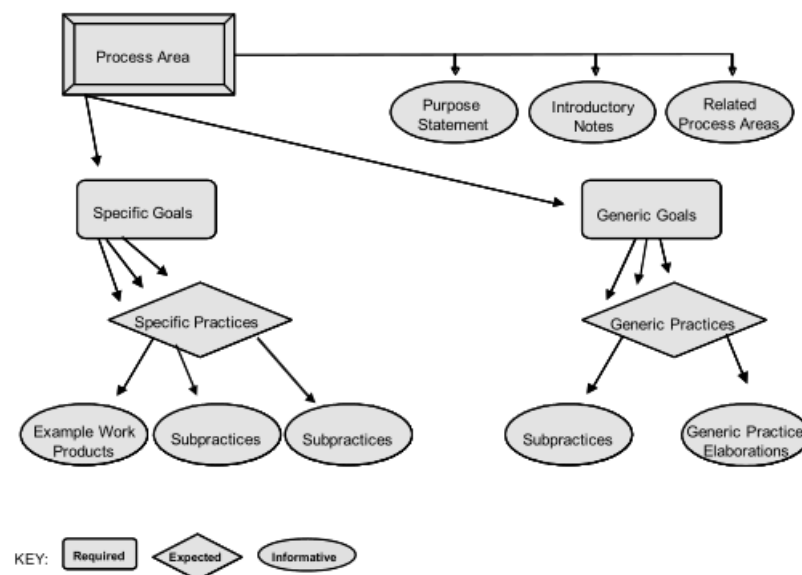 Process Area
Purpose
Statement
Introductory
Notes
Related
Process Areas
Specific Goals
Generic Goals
Specific Practices
Generic Practices
Example Work
Products
Subpractices
Subpractices
Subpractices
Generic Practice
Elaborations
KEY:
Required
Expected
Informative